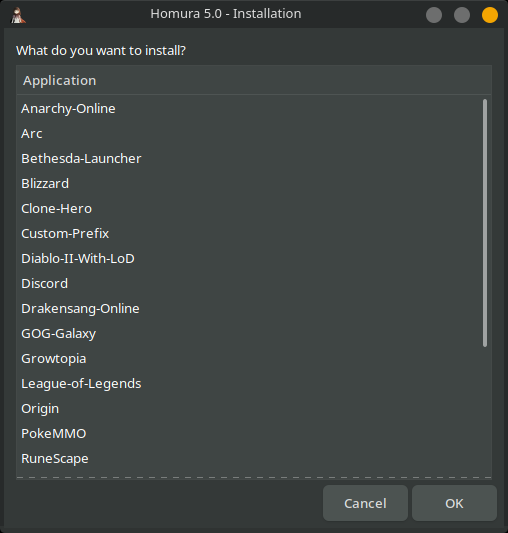 Homura 5.0 - Installation
What do you want to install?
Application
Anarchy-Online
Arc
Bethesda-Launcher
Blizzard
Clone-Hero
Custom-Prefix
Diablo-II-With-LoD
Discord
Drakensang-Online
GOG-Galaxy
Growtopia
League-of-Legends
Origin
PokeMMO
RuneScape
Cancel OK